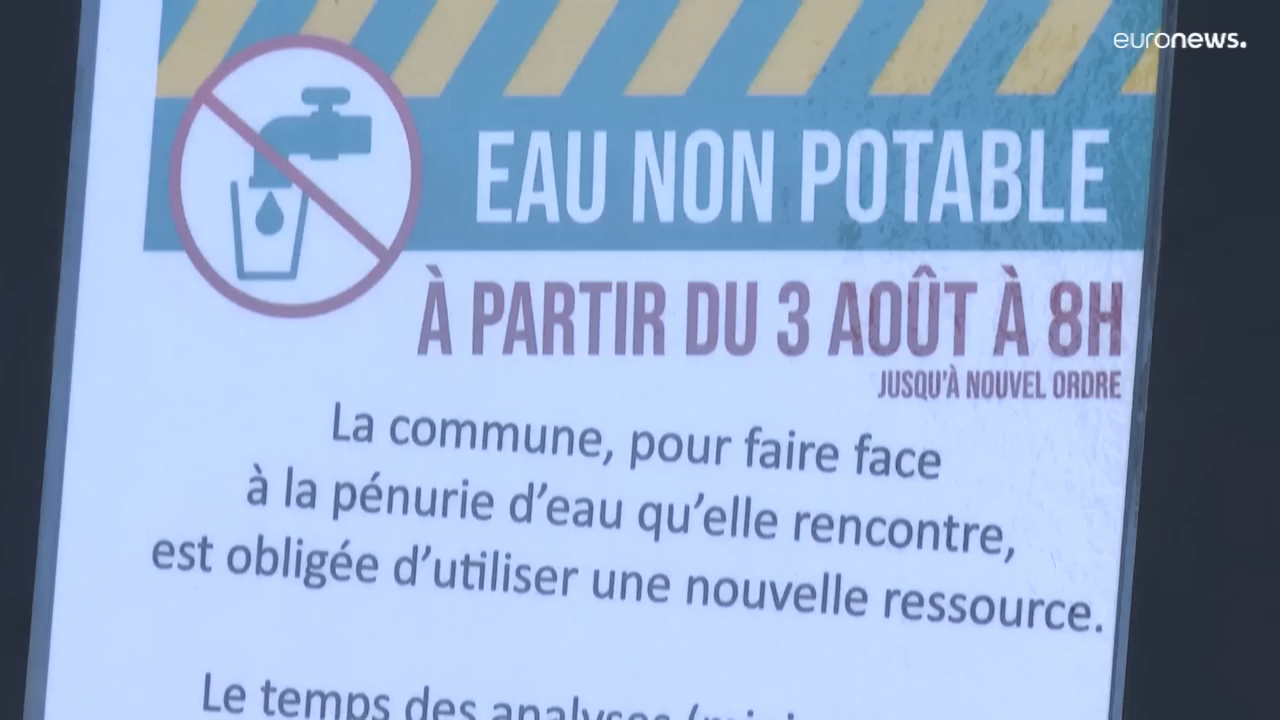 euronews.
EAU NON POTABLE
À PARTIR DU 3 AOÛT À 8H
JUSQU'À NOUVEL ORDRE
La commune, pour faire face
à la pénurie d'eau qu'elle rencontre,
est obligée d'utiliser une nouvelle ressource.
Le temps des analyses